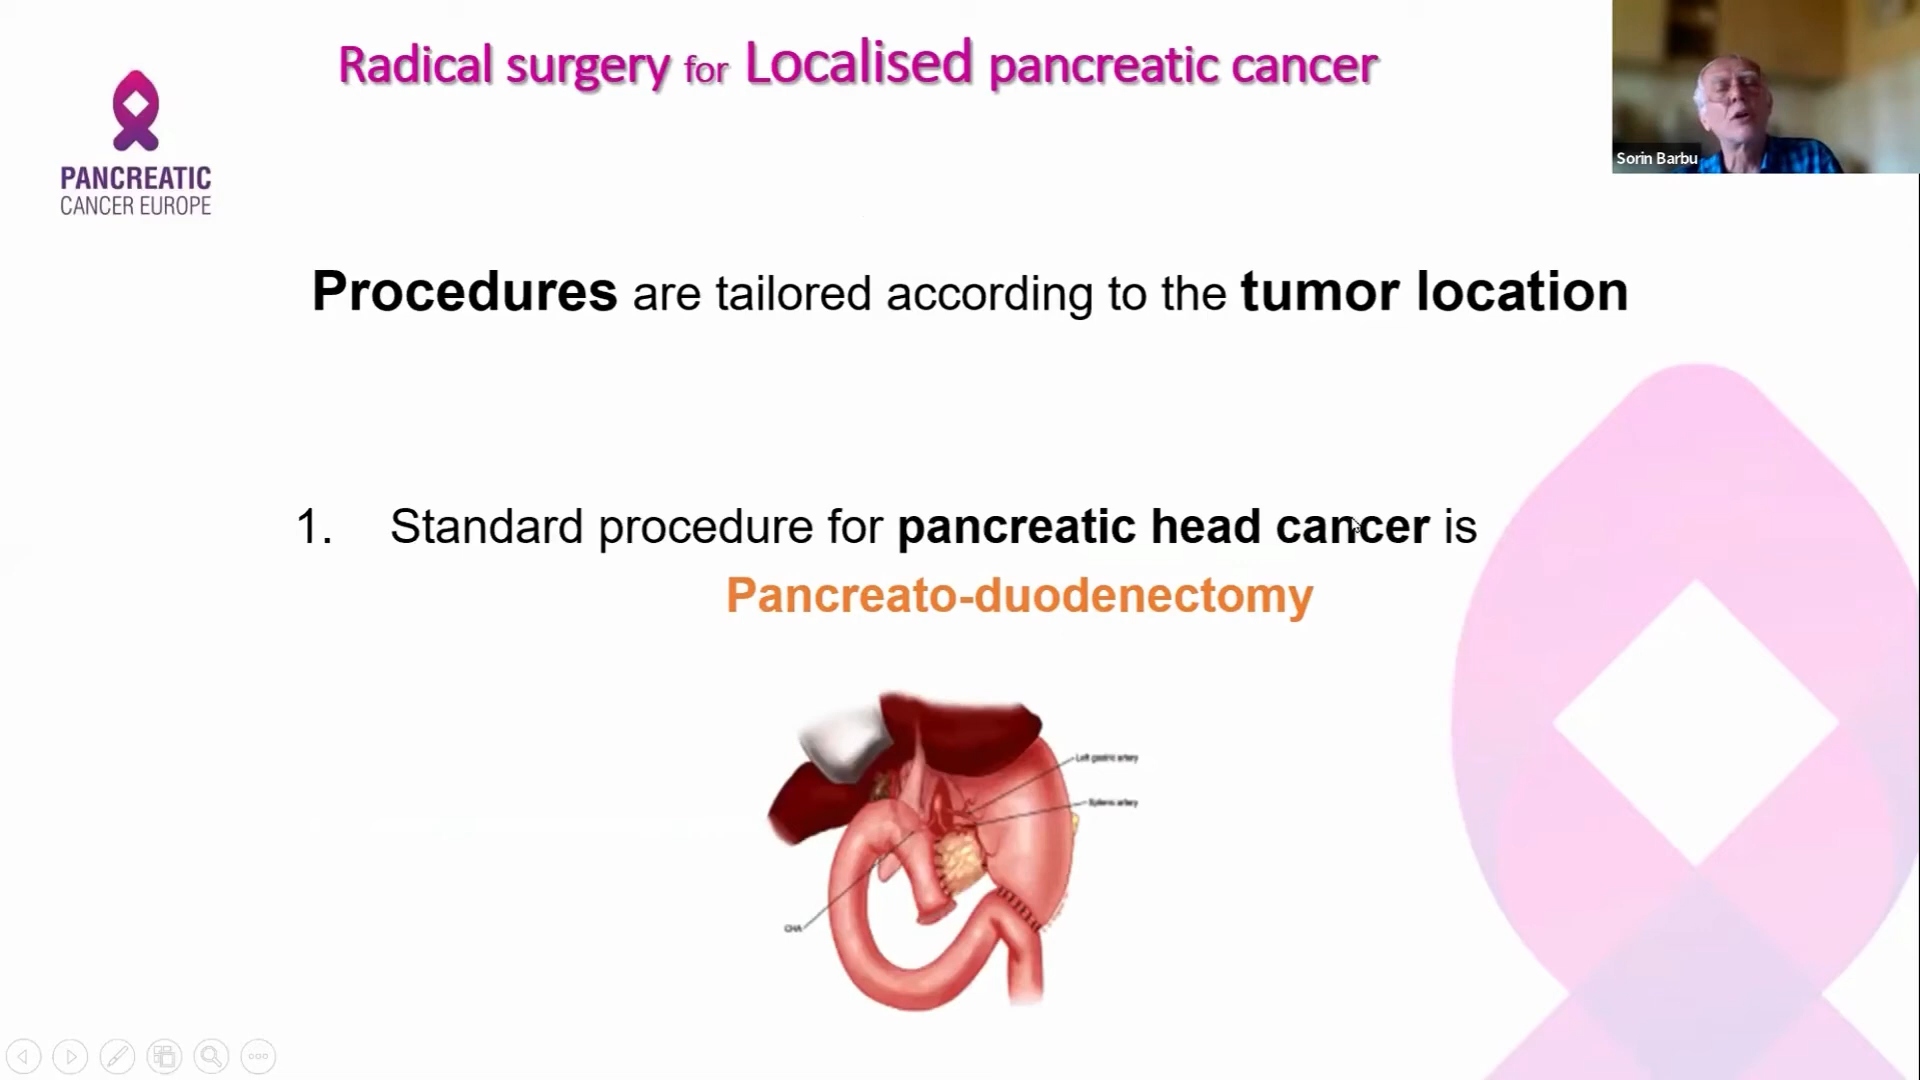 Radical surgery for Localised pancreatic cancer
PANCREATIC
CANCER EUROPE
Sorin Barbu
Procedures are tailored according to the tumor location
1. Standard procedure for pancreatic head cancer is
Pancreato-duodenectomy
Left gastric artery
Splenic artery
CHA